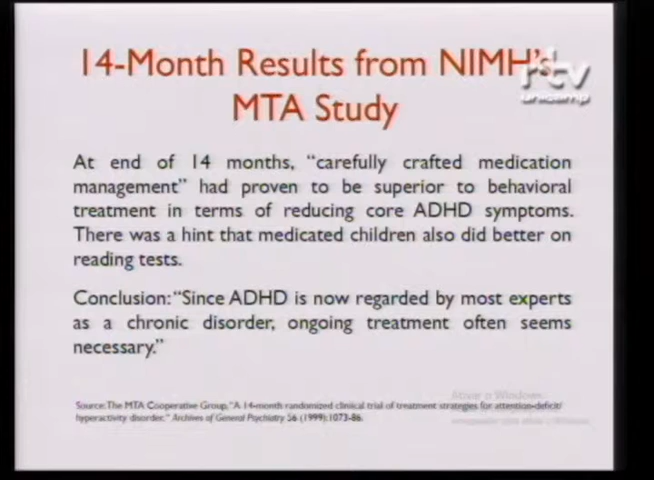 14-Month Results from NIMH's
MTA Study
rtv
unicamp
At end of 14 months, "carefully crafted medication
management" had proven to be superior to behavioral
treatment in terms of reducing core ADHD symptoms.
There was a hint that medicated children also did better on
reading tests.
Conclusion: "Since ADHD is now regarded by most experts
as a chronic disorder, ongoing treatment often seems
necessary."
Source: The MTA Cooperative Group, "A 14-month randomized clinical trial of treatment strategies for attention-deficit/
hyperactivity disorder." Archives of General Psychiatry 56 (1999):1073-86.
Ativar o Windows